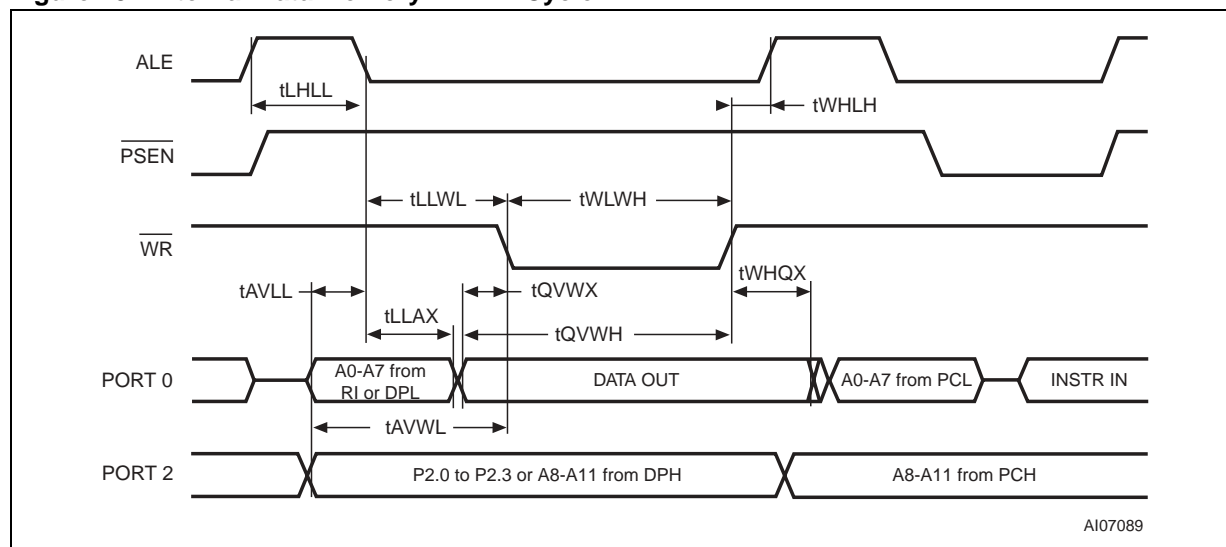 ALE
tLHLL
tWHLH
PSEN
tLLWL
tWLWH
WR
tWHQX
tAVLL
tQVWX
tLLAX
tQVWH
PORT 0
A0-A7 from
RI or DPL
DATA OUT
A0-A7 from PCL
INSTR IN
tAVWL
PORT 2
P2.0 to P2.3 or A8-A11 from DPH
A8-A11 from PCH
AI07089